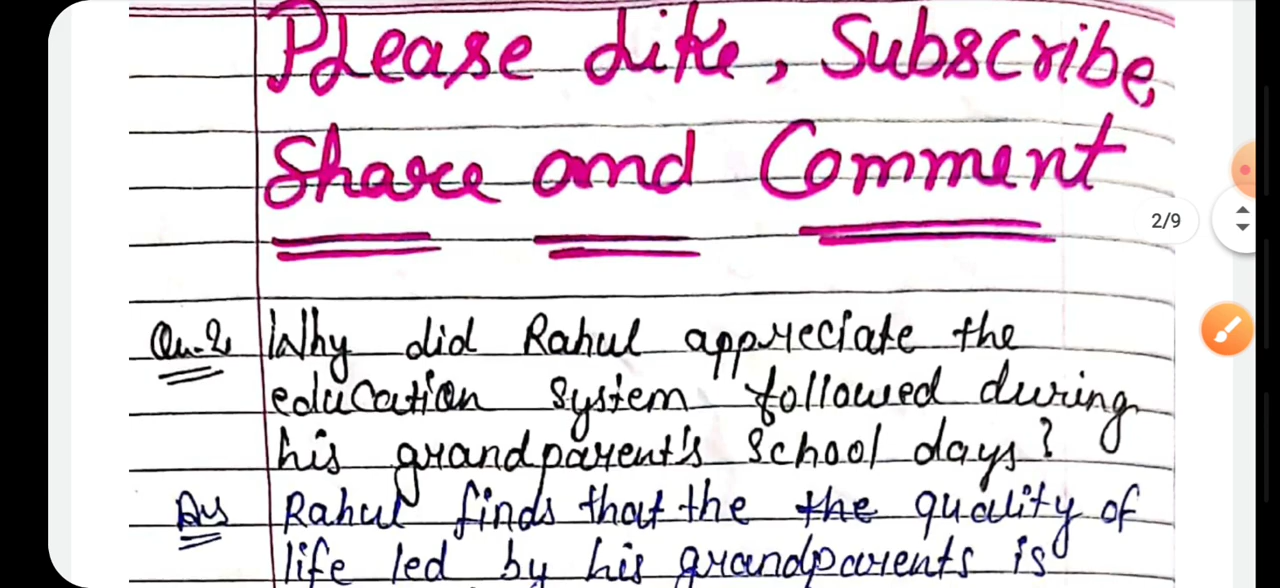 Please Like, Subscribe,
Share and Comment
2/9
Qu.2 Why did Rahul appreciate the
education system followed during
his grandparent's school days?
Ans Rahul finds that the the quality of
life led by his grandparents is